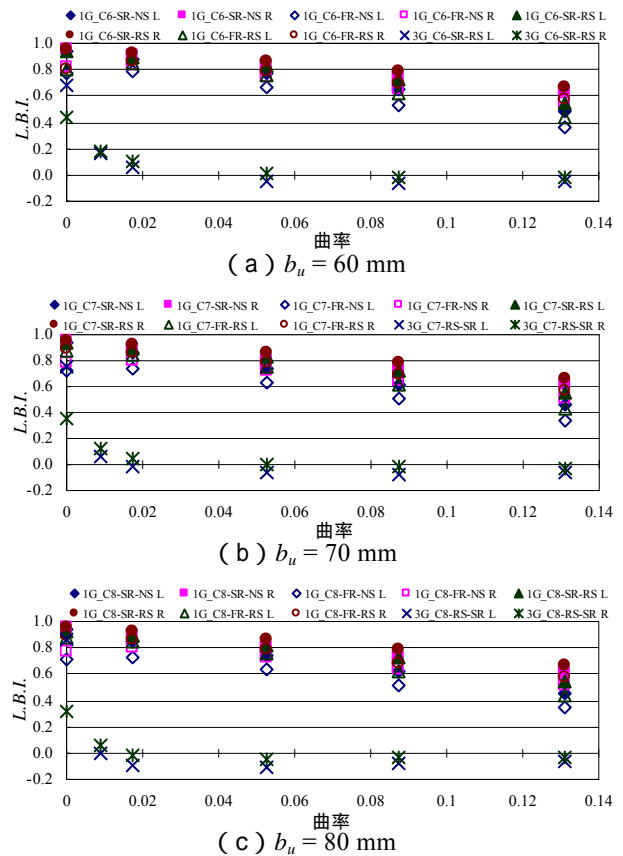 1G_C6-SR-NS L 1G_C6-SR-NS R 1G_C6-FR-NS L 1G_C6-FR-NS R 1G_C6-SR-RS L
1G_C6-SR-RS R 1G_C6-FR-RS L 1G_C6-FR-RS R 3G_C6-SR-RS L 3G_C6-SR-RS R
1.0
0.8
0.6
0.4
0.2
0.0
-0.2
L.B.I.
0 0.02 0.04 0.06 0.08 0.1 0.12 0.14
曲率
(a) bu = 60 mm
1G_C7-SR-NS L 1G_C7-SR-NS R 1G_C7-FR-NS L 1G_C7-FR-NS R 1G_C7-SR-RS L
1G_C7-SR-RS R 1G_C7-FR-RS L 1G_C7-FR-RS R 3G_C7-RS-SR L 3G_C7-RS-SR R
1.0
0.8
0.6
0.4
0.2
0.0
-0.2
L.B.I.
0 0.02 0.04 0.06 0.08 0.1 0.12 0.14
曲率
(b) bu = 70 mm
1G_C8-SR-NS L 1G_C8-SR-NS R 1G_C8-FR-NS L 1G_C8-FR-NS R 1G_C8-SR-RS L
1G_C8-SR-RS R 1G_C8-FR-RS L 1G_C8-FR-RS R 3G_C8-RS-SR L 3G_C8-RS-SR R
1.0
0.8
0.6
0.4
0.2
0.0
-0.2
L.B.I.
0 0.02 0.04 0.06 0.08 0.1 0.12 0.14
曲率
(c) bu = 80 mm